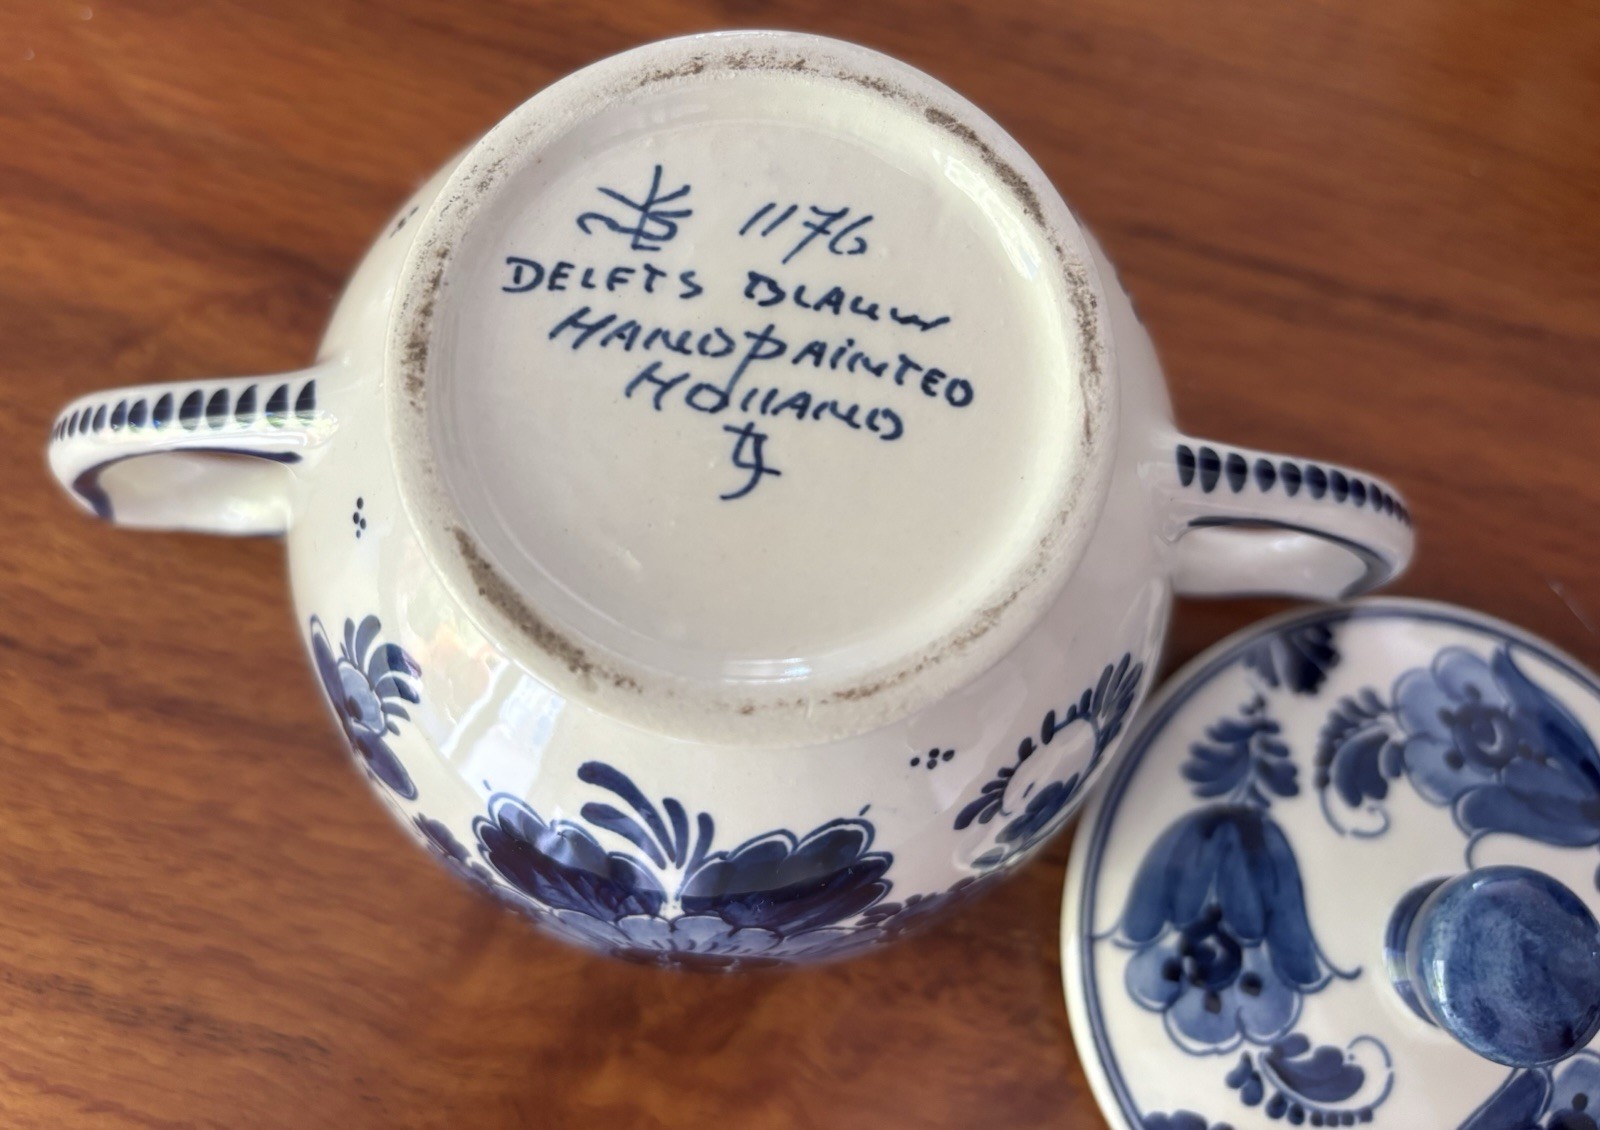 1176
DELFTS BLAUW
HANDPAINTED
HOllAND